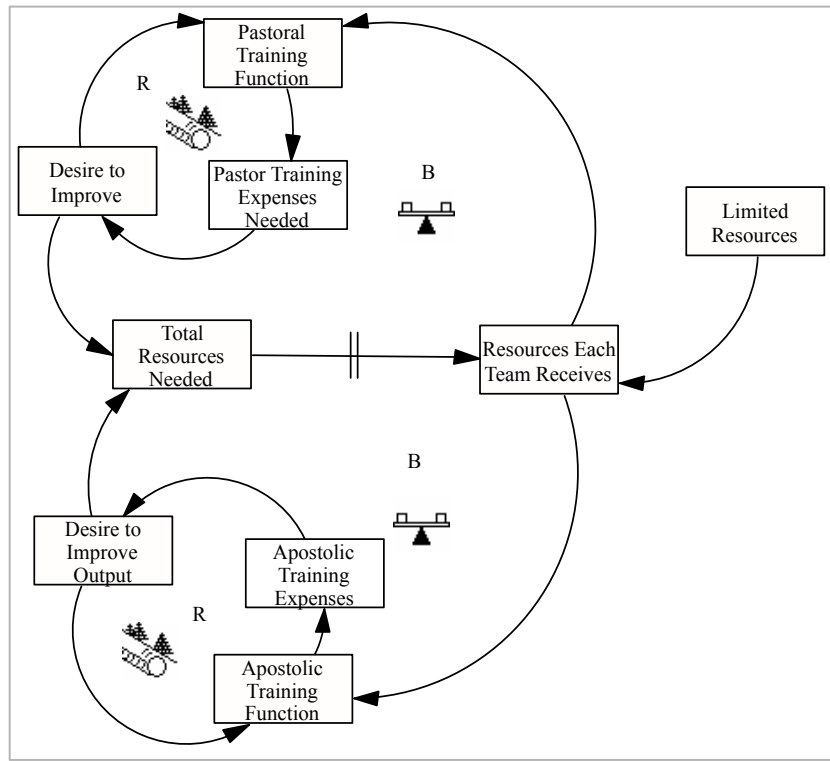 Pastoral
Training
Function
R
Desire to
Improve
Pastor Training
Expenses
Needed
B
Limited
Resources
Total
Resources
Needed
Resources Each
Team Receives
B
Desire to
Improve
Output
Apostolic
Training
Expenses
R
Apostolic
Training
Function